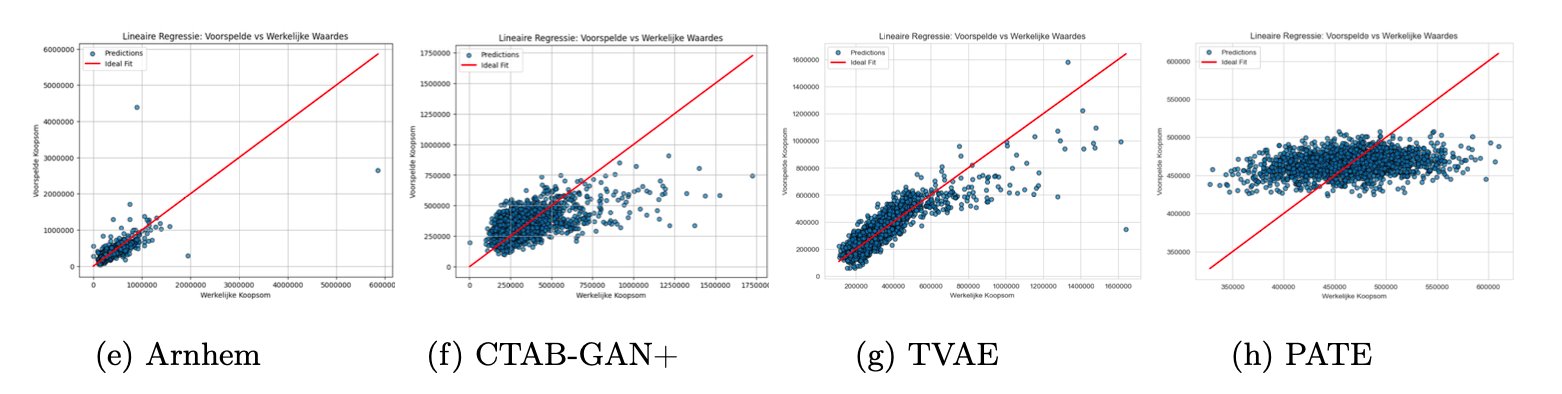 Lineaire Regressie: Voorspelde vs Werkelijke Waardes
Predictions
Ideal Fit
6000000
5000000
4000000
3000000
2000000
1000000
0
Voorspelde Koopsom
0
1000000
2000000
3000000
4000000
5000000
600000
Werkelijke Koopsom
(e) Arnhem
Lineaire Regressie: Voorspelde vs Werkelijke Waardes
Predictions
Ideal Fit
1750000
1500000
1250000
1000000
750000
500000
250000
0
Voorspelde Koopsom
0
250000
500000
750000
1000000
1250000
1500000
1750000
Werkelijke Koopsom
(f) CTAB-GAN+
Lineaire Regressie: Voorspelde vs Werkelijke Waardes
Predictions
Ideal Fit
1600000
1400000
1200000
1000000
800000
600000
400000
200000
0
Voorspelde Koopsom
200000
400000
600000
800000
1000000
1200000
1400000
1600000
Werkelijke Koopsom
(g) TVAE
Lineaire Regressie: Voorspelde vs Werkelijke Waardes
Predictions
Ideal Fit
600000
550000
500000
450000
400000
350000
Voorspelde Koopsom
350000
400000
450000
500000
550000
600000
Werkelijke Koopsom
(h) PATE